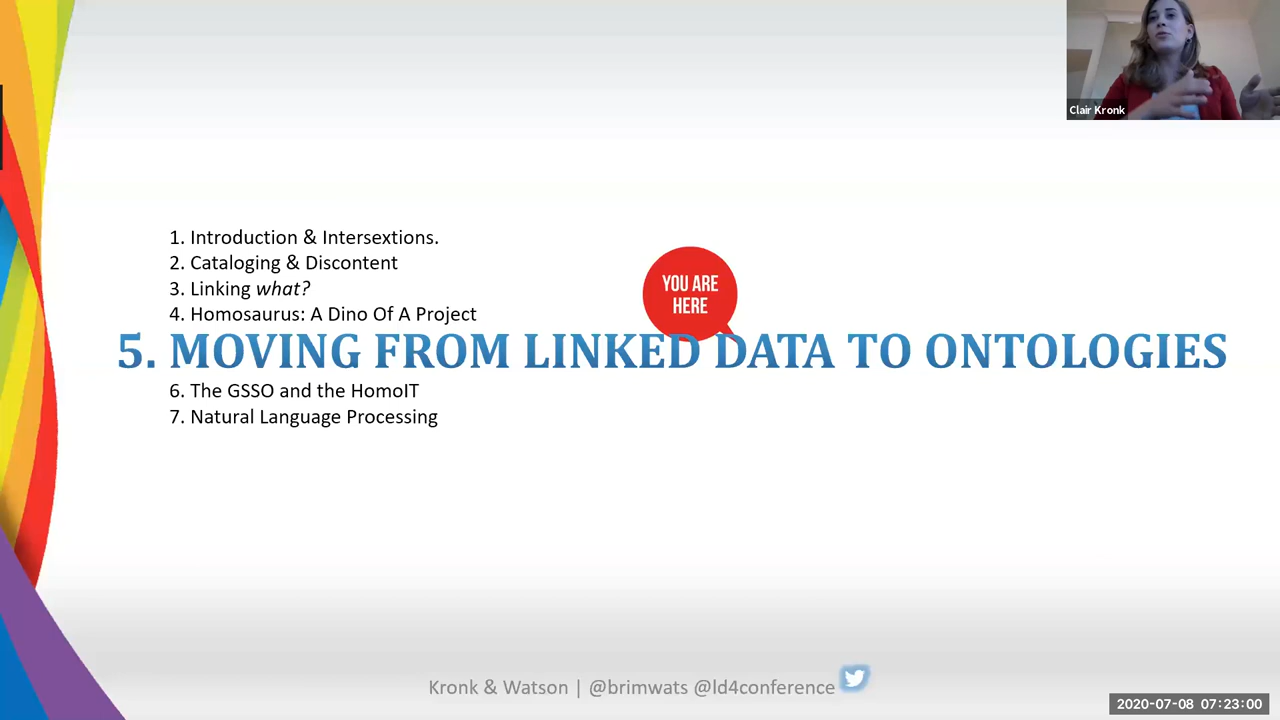 Clair Kronk
1. Introduction & Intersextions.
2. Cataloging & Discontent
3. Linking what?
4. Homosaurus: A Dino Of A Project
YOU ARE
HERE
5. MOVING FROM LINKED DATA TO ONTOLOGIES
6. The GSSO and the HomoIT
7. Natural Language Processing
Kronk & Watson | @brimwats @ld4conference
2020-07-08 07:23:00